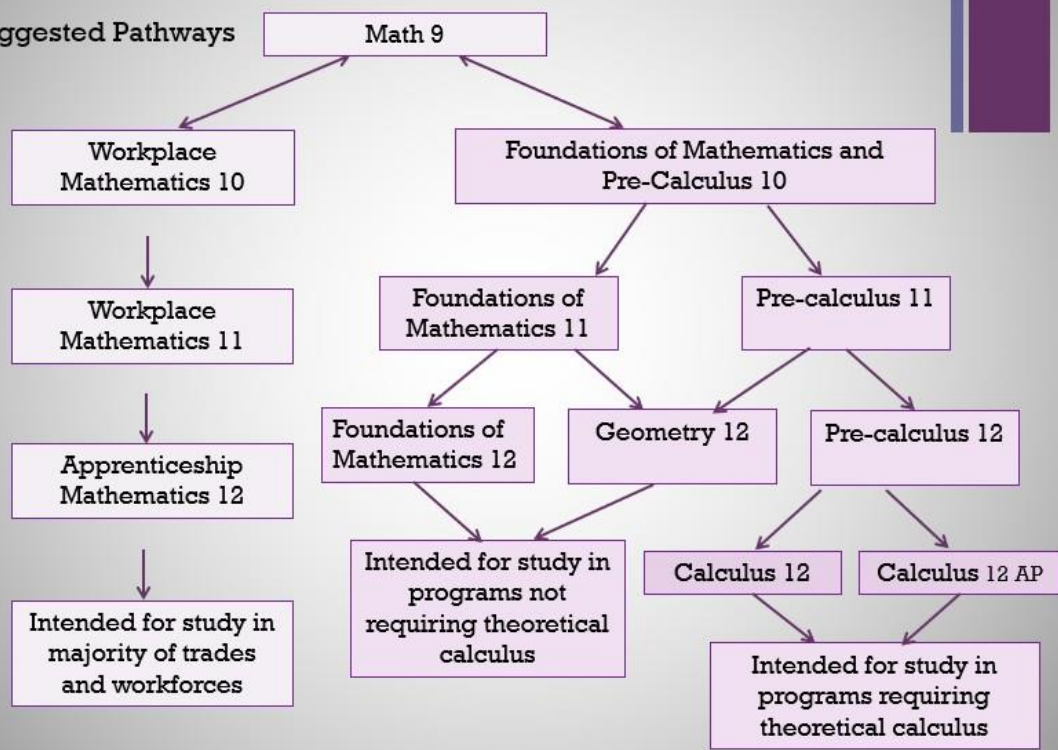 ggested Pathways
Math 9
Workplace
Mathematics 10
Foundations of Mathematics and
Pre-Calculus 10
Workplace
Mathematics 11
Foundations of
Mathematics 11
Pre-calculus 11
Apprenticeship
Mathematics 12
Foundations of
Mathematics 12
Geometry 12
Pre-calculus 12
Intended for study in
majority of trades
and workforces
Intended for study in
programs not
requiring theoretical
calculus
Calculus 12
Calculus 12 AP
Intended for study in
programs requiring
theoretical calculus